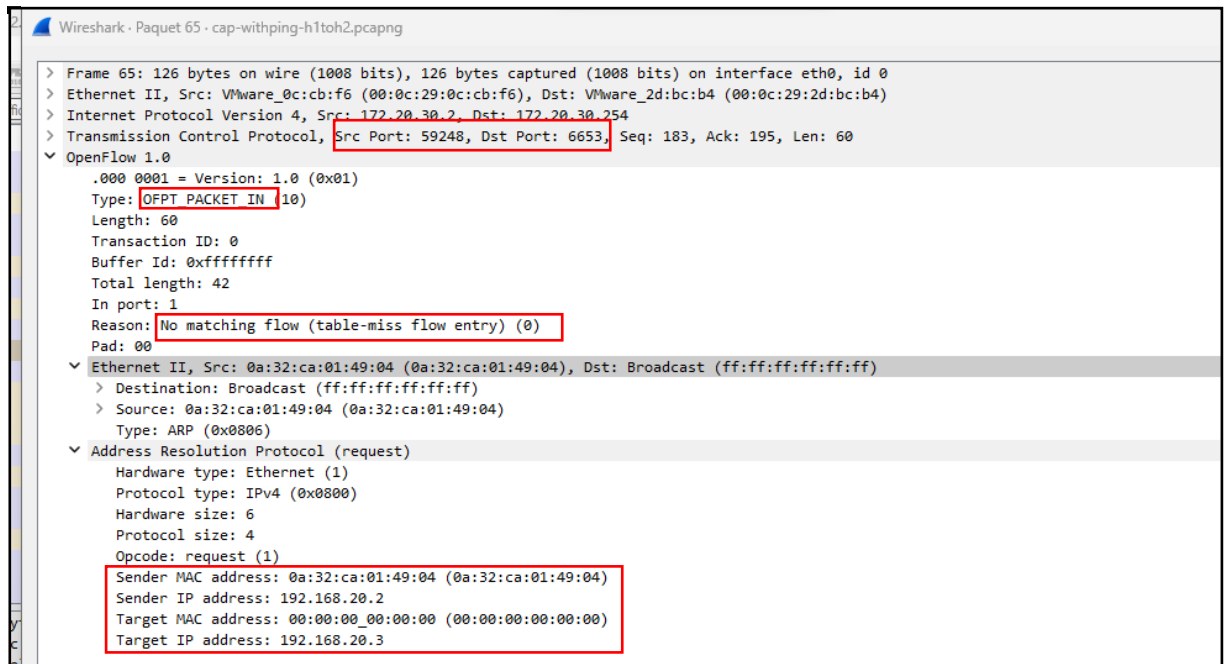 Wireshark · Paquet 65 · cap-withping-h1toh2.pcapng
> Frame 65: 126 bytes on wire (1008 bits), 126 bytes captured (1008 bits) on interface eth0, id 0
> Ethernet II, Src: VMware_0c:cb:f6 (00:0c:29:0c:cb:f6), Dst: VMware_2d:bc:b4 (00:0c:29:2d:bc:b4)
> Internet Protocol Version 4, Src: 172.20.30.2, Dst: 172.20.30.254
> Transmission Control Protocol, Src Port: 59248, Dst Port: 6653, Seq: 183, Ack: 195, Len: 60
OpenFlow 1.0
.000 0001 = Version: 1.0 (0x01)
Type: OFPT_PACKET_IN (10)
Length: 60
Transaction ID: 0
Buffer Id: 0xffffffff
Total length: 42
In port: 1
Reason: No matching flow (table-miss flow entry) (0)
Pad: 00
Ethernet II, Src: 0a:32:ca:01:49:04 (0a:32:ca:01:49:04), Dst: Broadcast (ff:ff:ff:ff:ff:ff)
> Destination: Broadcast (ff:ff:ff:ff:ff:ff)
> Source: 0a:32:ca:01:49:04 (0a:32:ca:01:49:04)
Type: ARP (0x0806)
Address Resolution Protocol (request)
Hardware type: Ethernet (1)
Protocol type: IPv4 (0x0800)
Hardware size: 6
Protocol size: 4
Opcode: request (1)
Sender MAC address: 0a:32:ca:01:49:04 (0a:32:ca:01:49:04)
Sender IP address: 192.168.20.2
Target MAC address: 00:00:00_00:00:00 (00:00:00:00:00:00)
Target IP address: 192.168.20.3